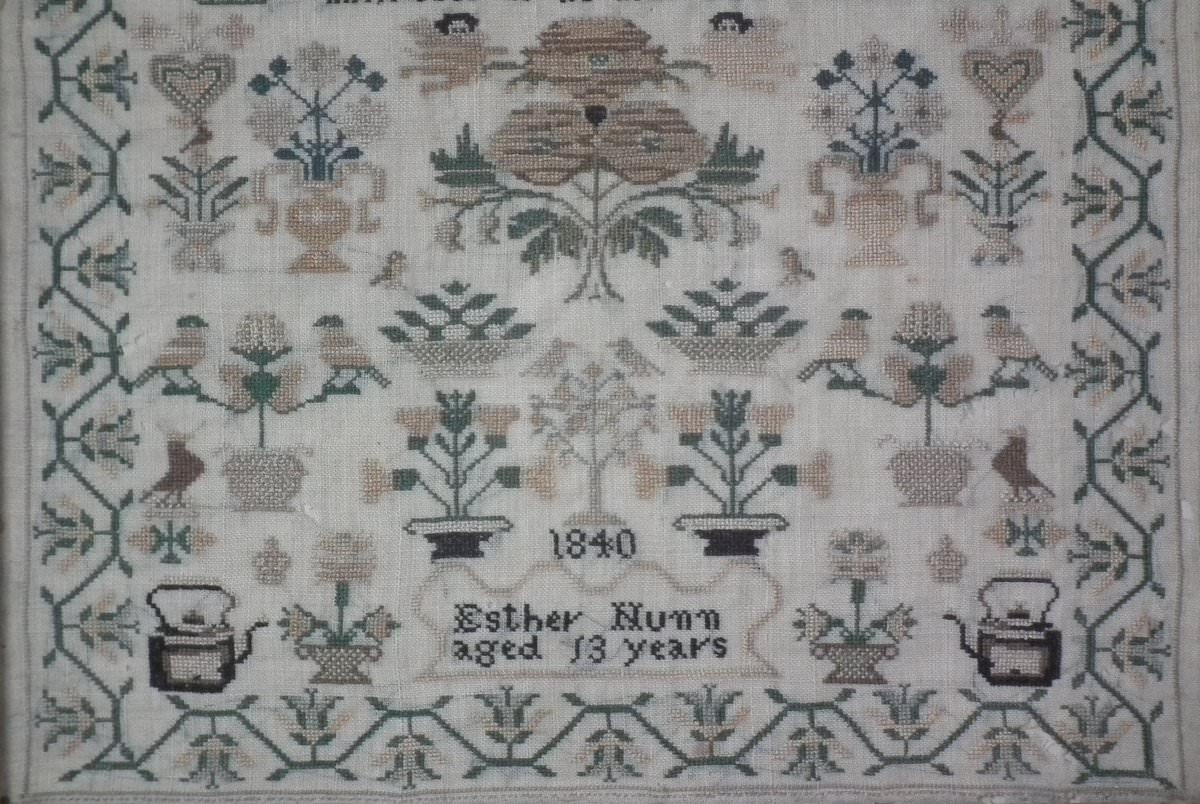 1840
Esther Nunn
aged 13 years